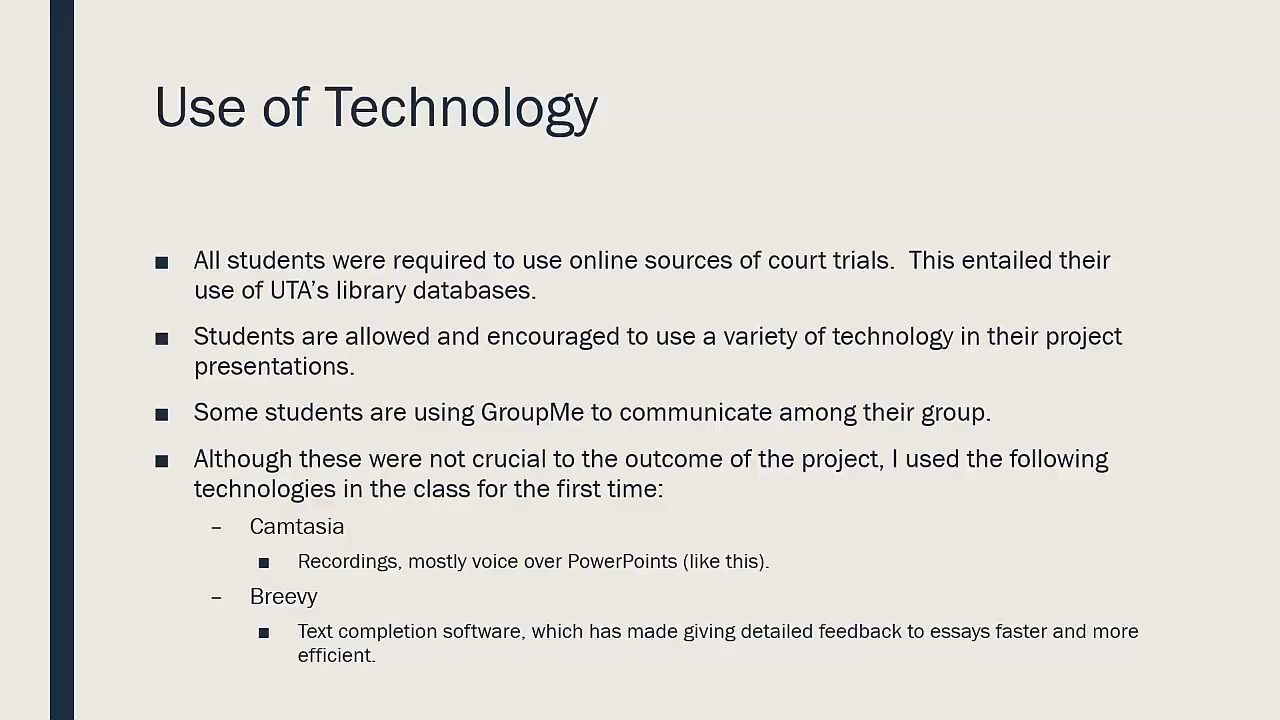 Use of Technology
■ All students were required to use online sources of court trials.  This entailed their
use of UTA’s library databases.
■ Students are allowed and encouraged to use a variety of technology in their project
presentations.
■ Some students are using GroupMe to communicate among their group.
■ Although these were not crucial to the outcome of the project, I used the following
technologies in the class for the first time:
– Camtasia
■ Recordings, mostly voice over PowerPoints (like this).
– Breevy
■ Text completion software, which has made giving detailed feedback to essays faster and more
efficient.